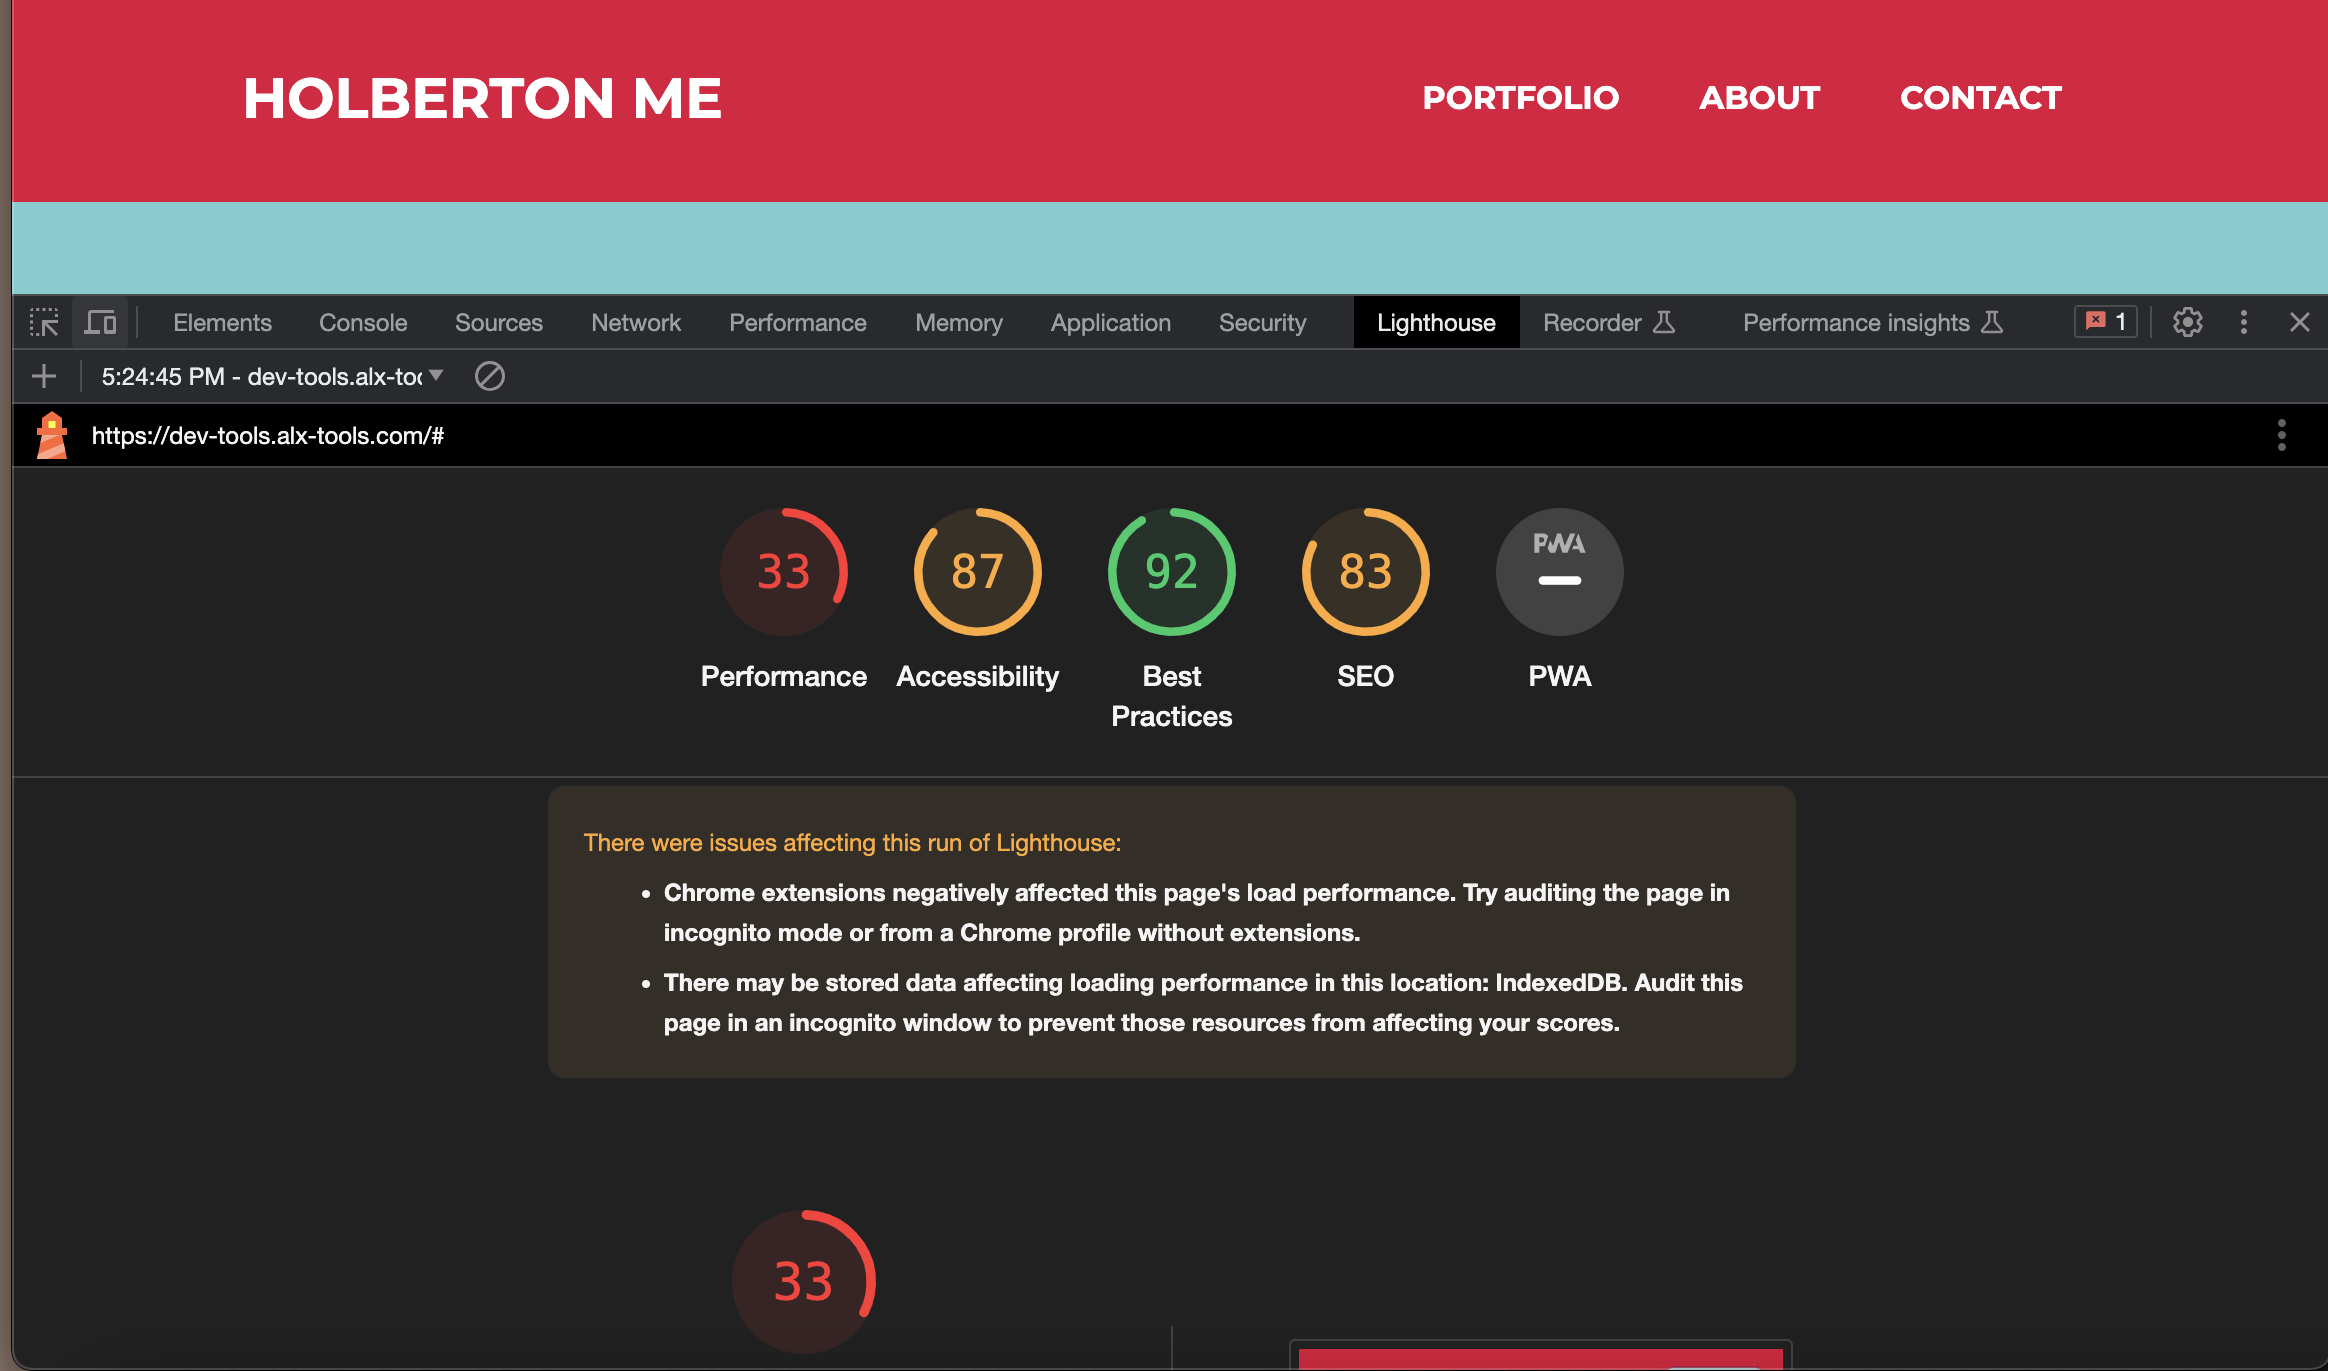 HOLBERTON ME
PORTFOLIO ABOUT CONTACT
Elements Console Sources Network Performance Memory Application Security Lighthouse Recorder Performance insights 1
5:24:45 PM - dev-tools.alx-too
https://dev-tools.alx-tools.com/#
33 87 92 83 PWA
Performance Accessibility Best Practices SEO PWA
There were issues affecting this run of Lighthouse:
• Chrome extensions negatively affected this page's load performance. Try auditing the page in
incognito mode or from a Chrome profile without extensions.
• There may be stored data affecting loading performance in this location: IndexedDB. Audit this
page in an incognito window to prevent those resources from affecting your scores.
33